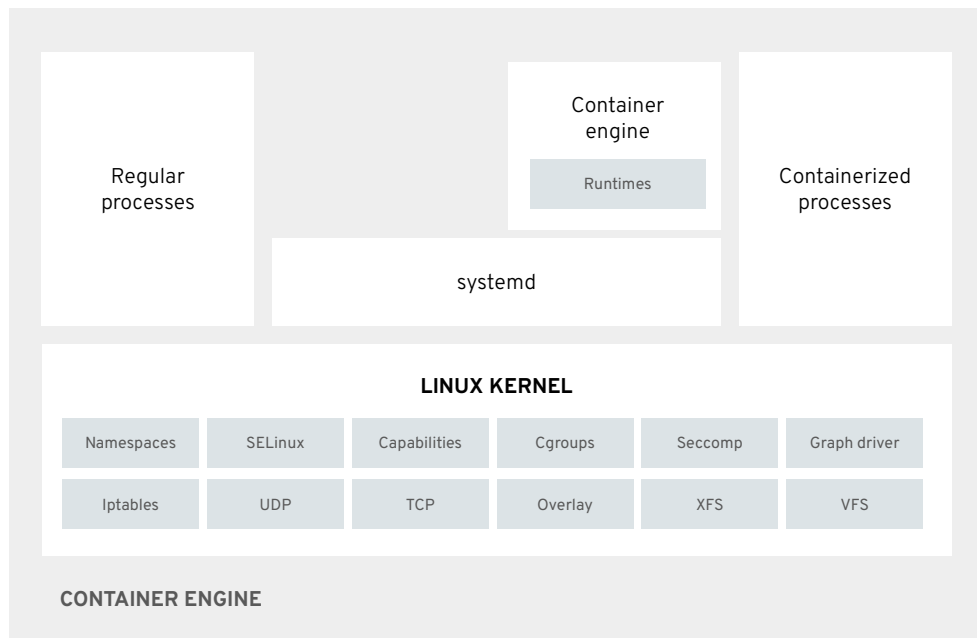 Regular
processes
Container
engine
Runtimes
Containerized
processes
systemd
LINUX KERNEL
Namespaces
SELinux
Capabilities
Cgroups
Seccomp
Graph driver
Iptables
UDP
TCP
Overlay
XFS
VFS
CONTAINER ENGINE